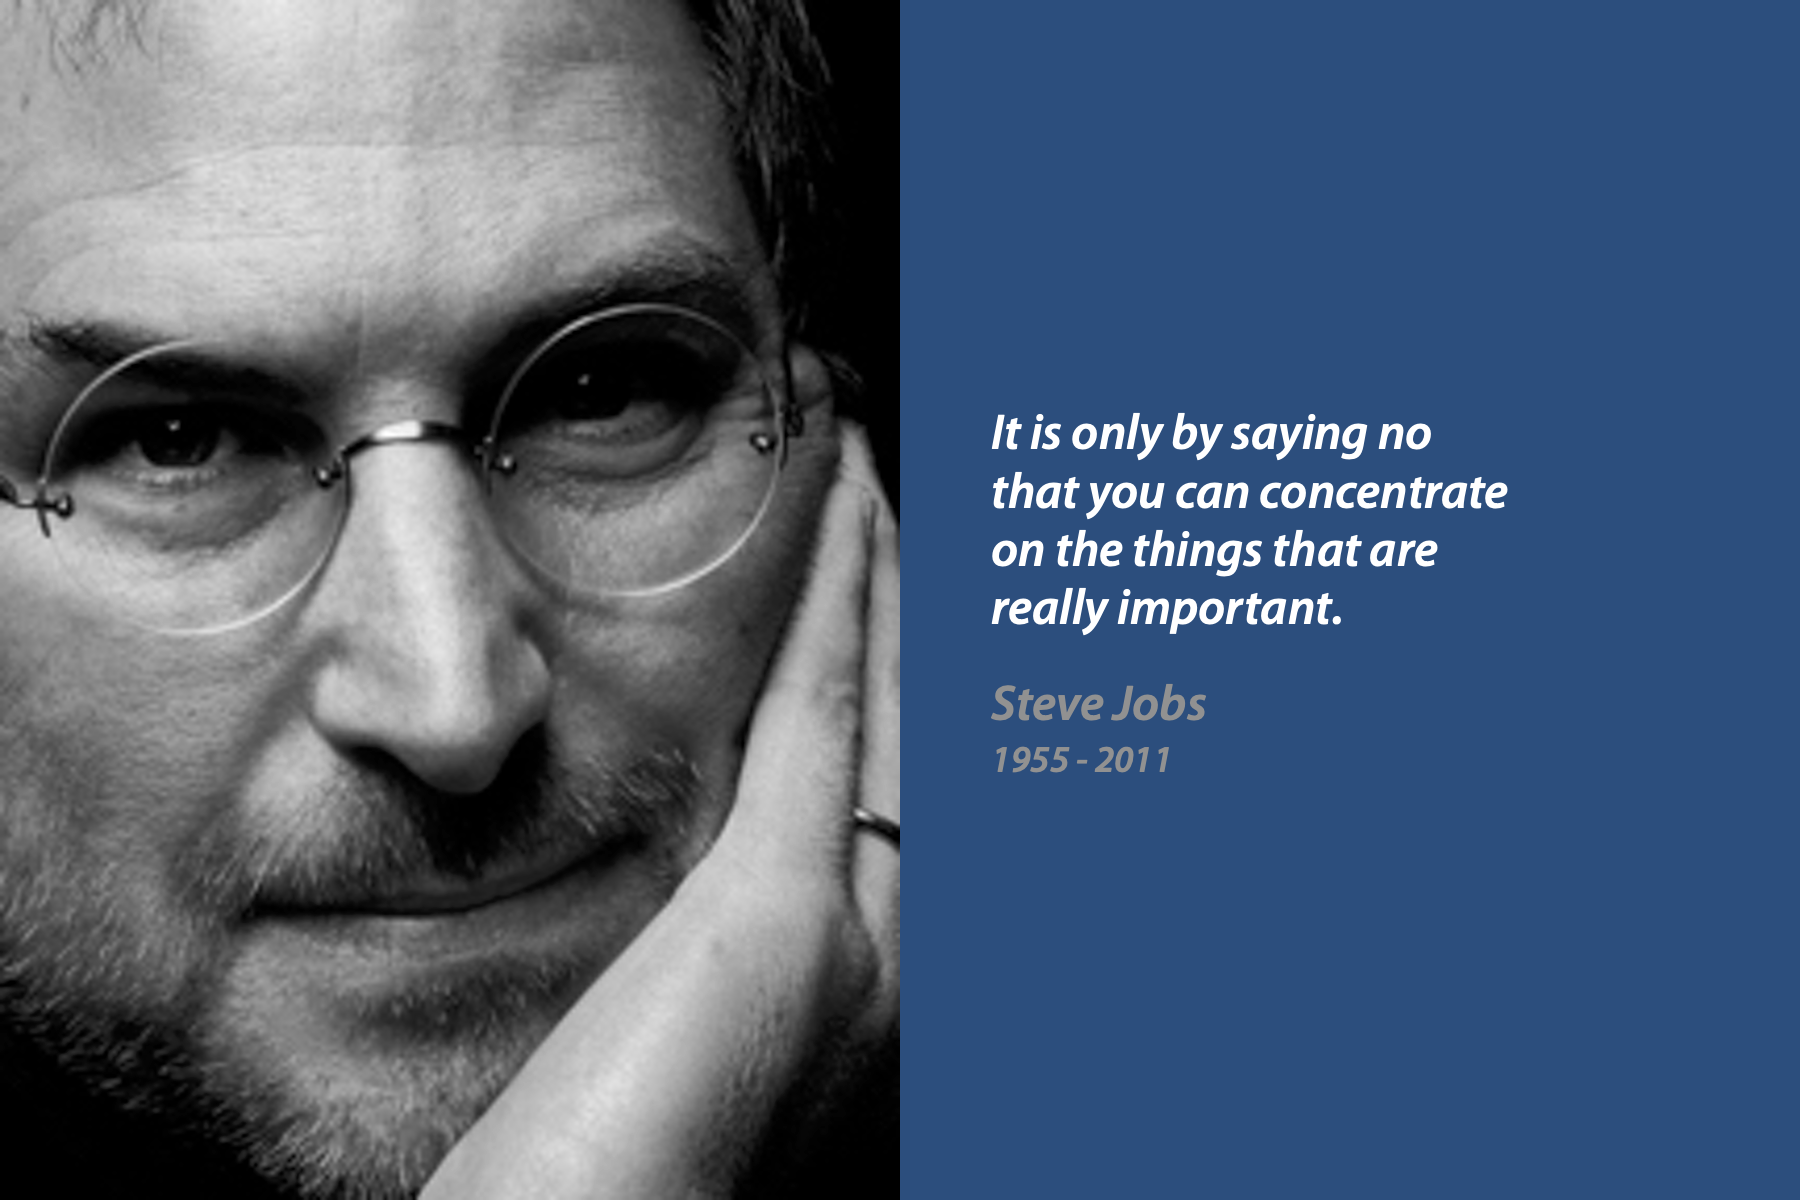 It is only by saying no
that you can concentrate
on the things that are
really important.
Steve Jobs
1955 - 2011